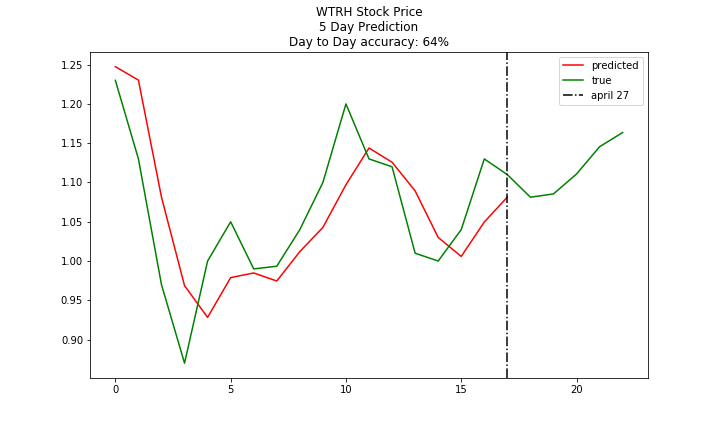 WTRH Stock Price
5 Day Prediction
Day to Day accuracy: 64%
predicted
true
april 27
1.25
1.20
1.15
1.10
1.05
1.00
0.95
0.90
0
5
10
15
20